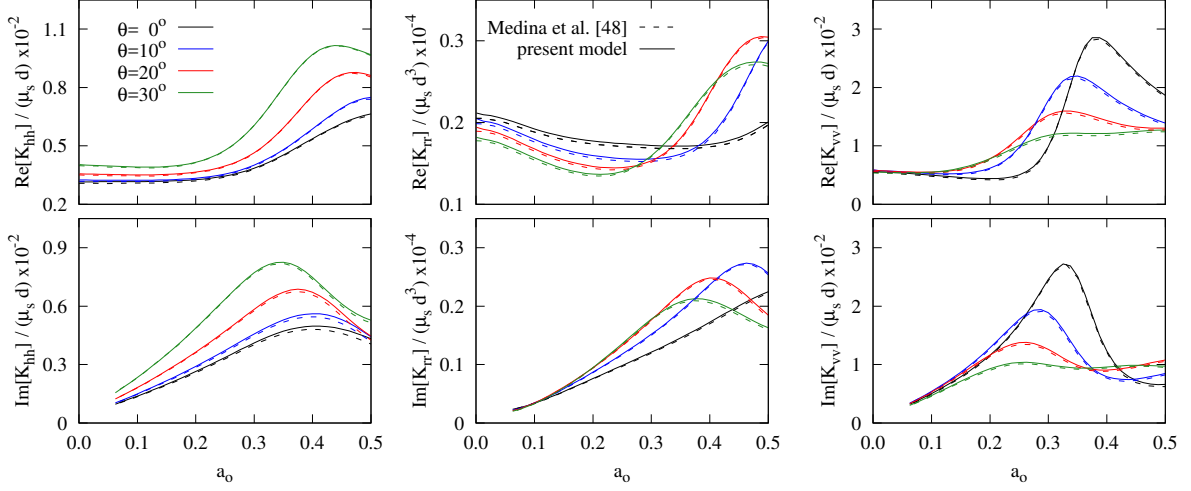 Re[K_hh] / (μ_s d) x10^-2
1.1
0.8
0.5
0.2
θ= 0°
θ=10°
θ=20°
θ=30°
Re[K_rr] / (μ_s d^3) x10^-4
0.3
0.2
0.1
Medina et al. [48]
present model
Re[K_vv] / (μ_s d) x10^-2
3
2
1
0
Im[K_hh] / (μ_s d) x10^-2
0.9
0.6
0.3
0
0.0 0.1 0.2 0.3 0.4 0.5
a_o
Im[K_rr] / (μ_s d^3) x10^-4
0.3
0.2
0.1
0
0.0 0.1 0.2 0.3 0.4 0.5
a_o
Im[K_vv] / (μ_s d) x10^-2
3
2
1
0
0.0 0.1 0.2 0.3 0.4 0.5
a_o